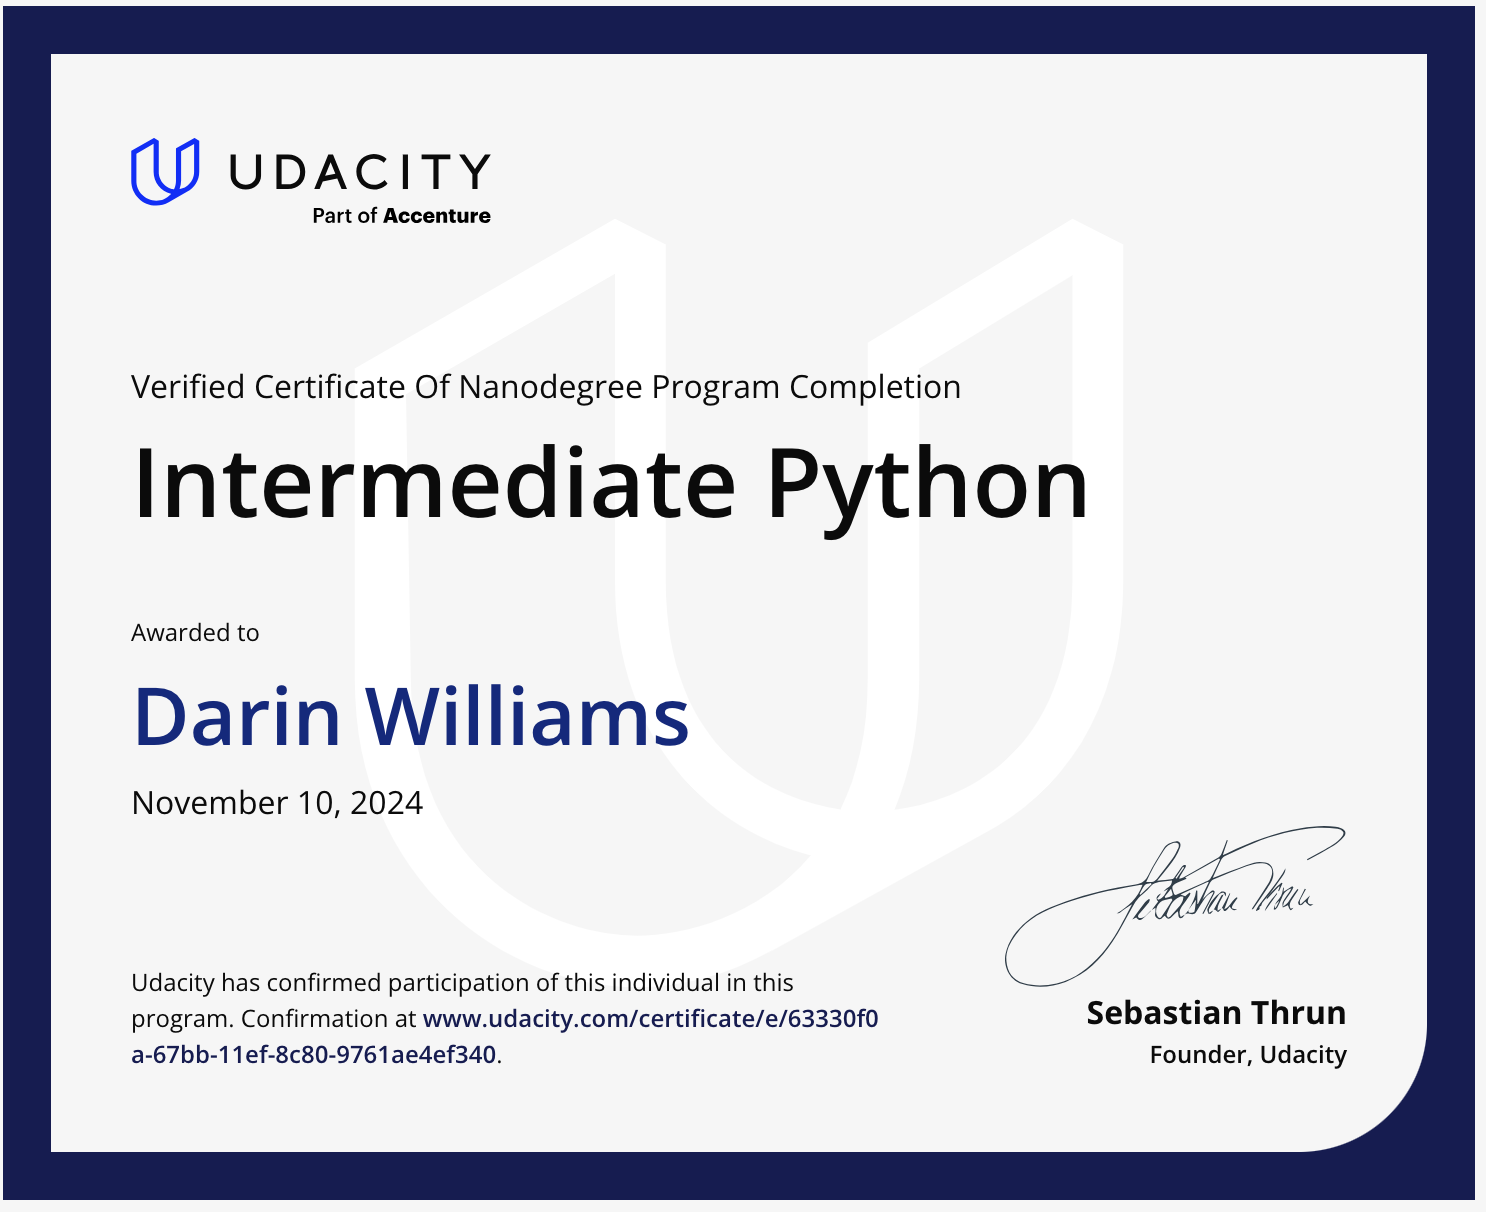 UDACITY
Part of Accenture
Verified Certificate Of Nanodegree Program Completion
Intermediate Python
Awarded to
Darin Williams
November 10, 2024
Udacity has confirmed participation of this individual in this
program. Confirmation at www.udacity.com/certificate/e/63330f0
a-67bb-11ef-8c80-9761ae4ef340.
Sebastian Thrun
Sebastian Thrun
Founder, Udacity